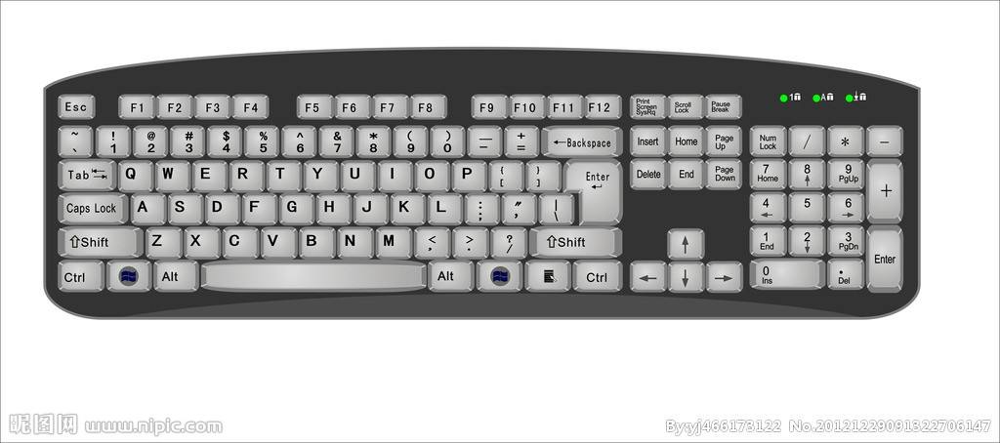 Esc F1 F2 F3 F4 F5 F6 F7 F8 F9 F10 F11 F12 Print Screen SysRq Scroll Lock Pause Break 1 A
~ ` ! 1 @ 2 # 3 $ 4 % 5 ^ 6 & 7 * 8 ( 9 ) 0 — - + = ←Backspace Insert Home Page Up Num Lock / * −
Tab Q W E R T Y U I O P { [ } ] Enter ↵ Delete End Page Down 7 Home 8 ↑ 9 PgUp +
Caps Lock A S D F G H J K L : ; " ' | \ 4 ← 5 6 →
⇧Shift Z X C V B N M < , > . ? / ⇧Shift ↑ 1 End 2 ↓ 3 PgDn Enter
Ctrl Alt Alt Ctrl ← ↓ → 0 Ins . Del
昵图网 www.nipic.com By:yj466173122 No.20121229091322706147